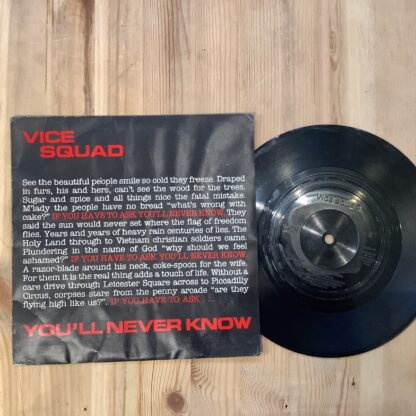 VICE
SQUAD
See the beautiful people smile so cold they freeze. Draped
in furs, his and hers, can't see the wood for the trees.
Sugar and spice and all things nice the fatal mistake.
M'lady the people have no bread "what's wrong with
cake?" IF YOU HAVE TO ASK YOU'LL NEVER KNOW. They
said the sun would never set where the flag of freedom
flies. Years and years of heavy rain centuries of lies. The
Holy Land through to Vietnam christian soldiers came.
Plundering in the name of God "why should we feel
ashamed?" IF YOU HAVE TO ASK YOU'LL NEVER KNOW.
A razor-blade around his neck, coke-spoon for the wife.
For them it is the real thing adds a touch of life. Without a
care drive through Leicester Square across to Piccadilly
Circus, corpses stare from the penny arcade "are they
flying high like us?". IF YOU HAVE TO ASK
YOU'LL NEVER KNOW
VICE SQUAD